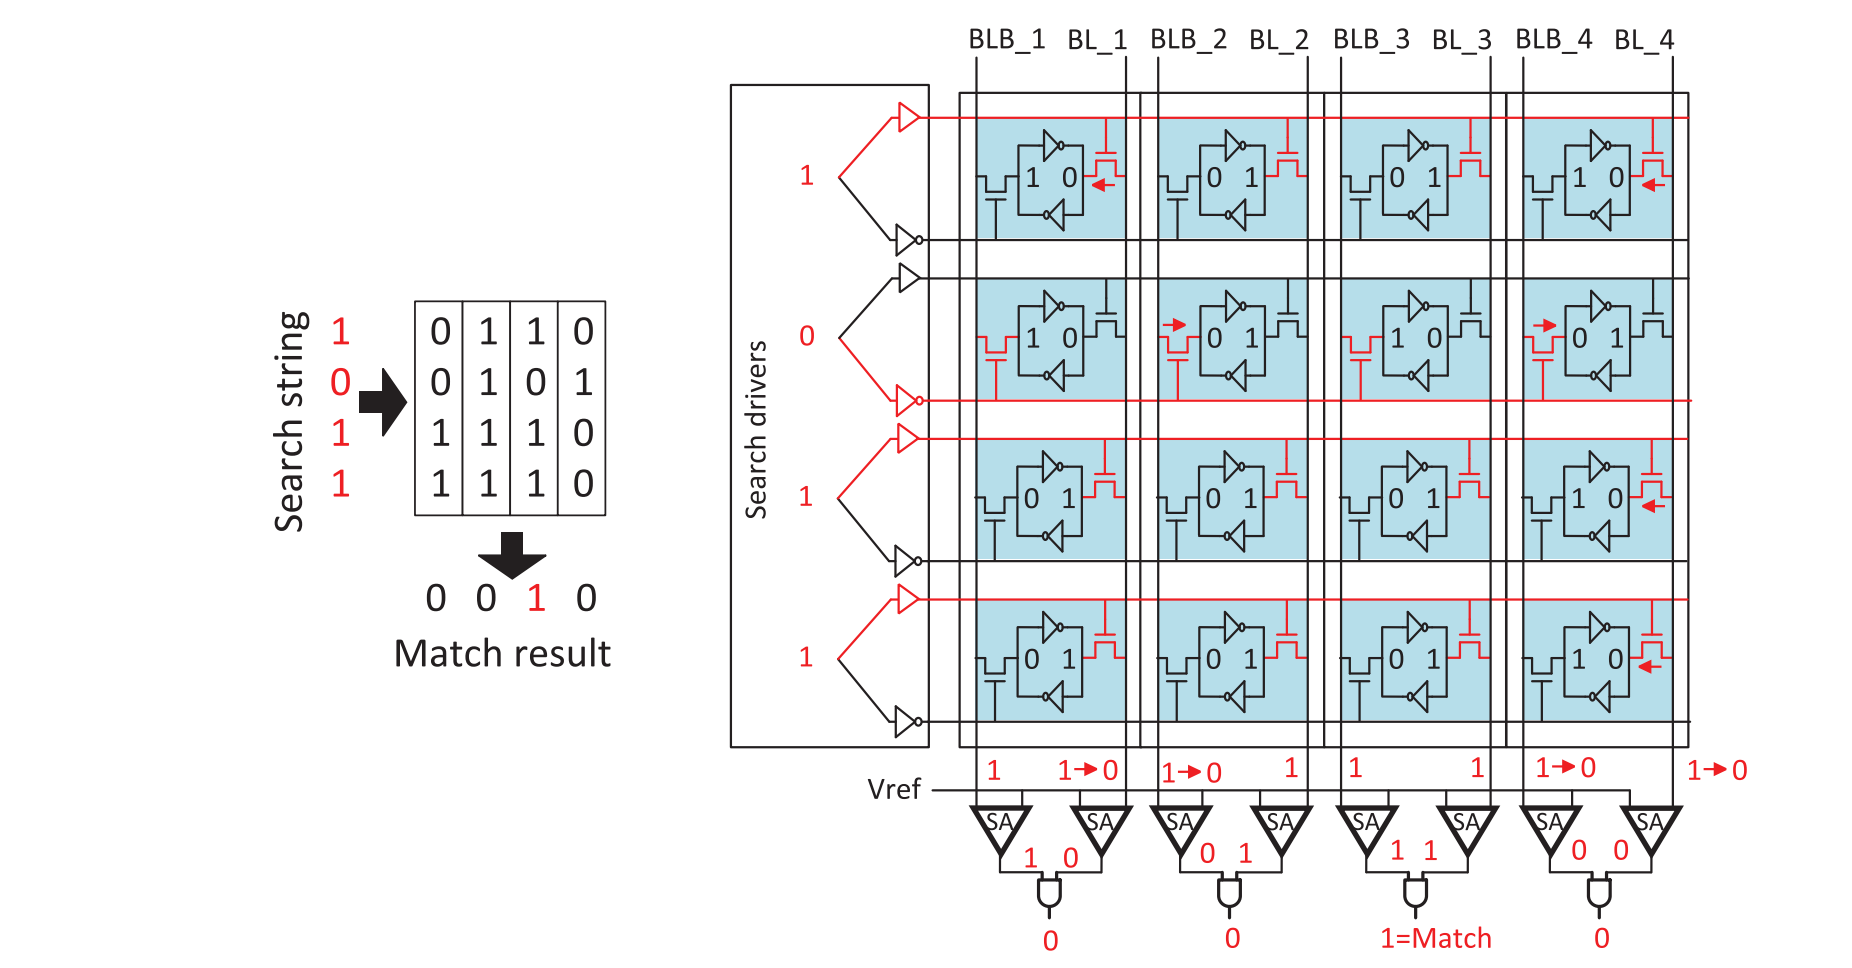 BLB_1 BL_1 BLB_2 BL_2 BLB_3 BL_3 BLB_4 BL_4
1
1 0 0 1 0 1 1 0
0
1 0 0 1 1 0 0 1
1
0 1 0 1 0 1 1 0
1
0 1 0 1 0 1 1 0
Search drivers
Search string
1 0 1 1 0
0 0 1 0 1
1 1 1 1 0
1 1 1 1 0
0 0 1 0
Match result
1 1→0 1→0 1 1 1 1→0 1→0
Vref
SA SA SA SA SA SA SA SA
1 0 0 1 1 1 0 0
0 0 1=Match 0